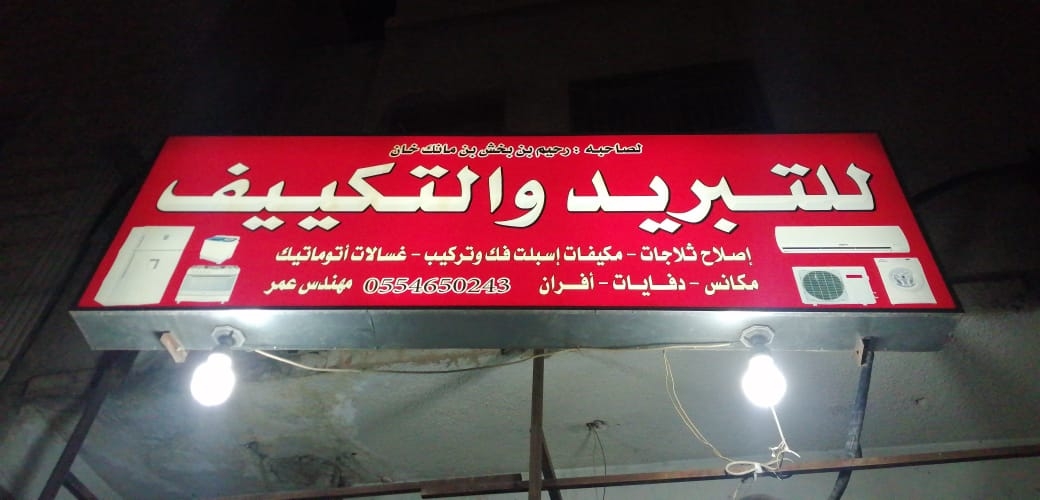 لصاحبه : رحيم بن بخش بن مانك خان
للتبريد والتكييف
إصلاح ثلاجات - مكيفات إسبلت فك وتركيب - غسالات أتوماتيك
مكانس - دفايات - أفران 0554650243 مهندس عمر